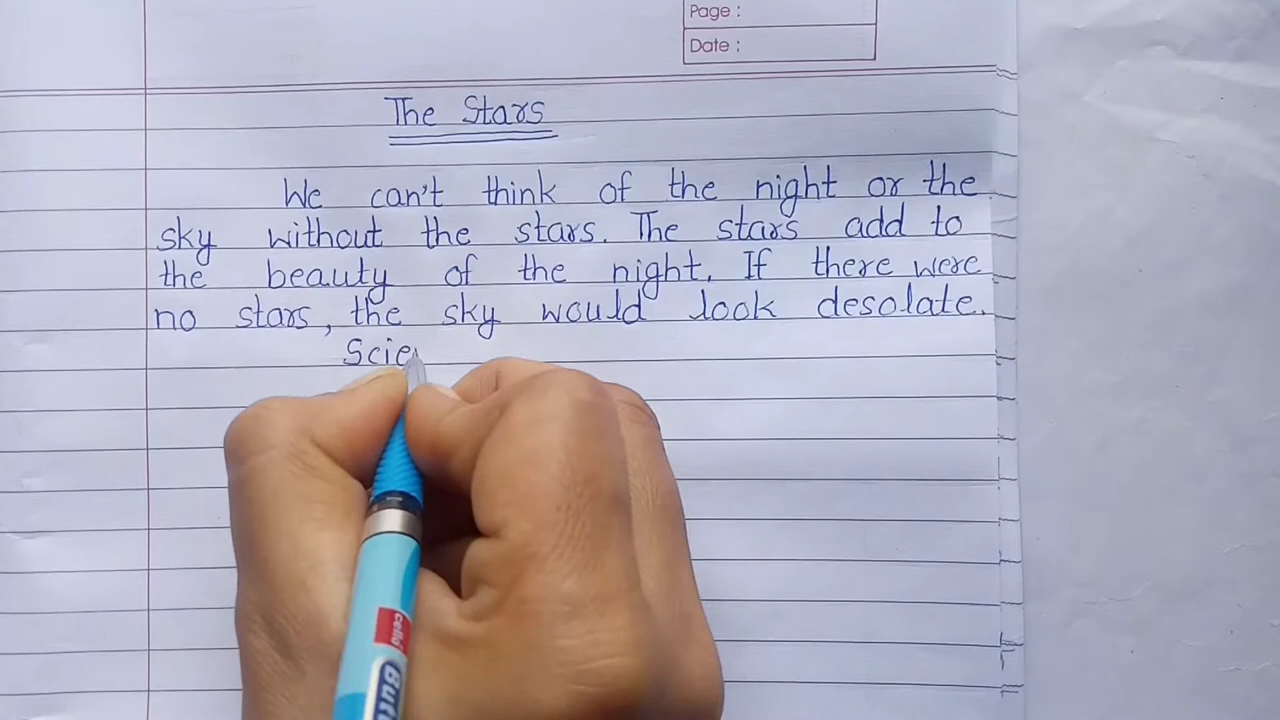 Page :
Date :
The Stars
We can't think of the night or the
sky without the stars. The stars add to
the beauty of the night. If there were
no stars, the sky would look desolate.
Scie
cello
Butt